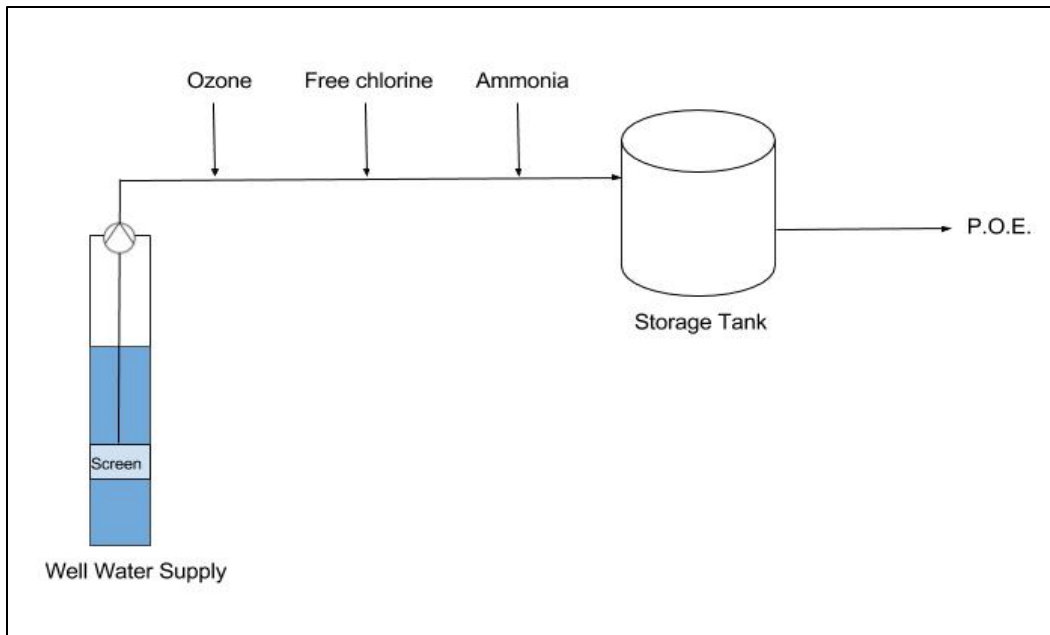 Ozone
Free chlorine
Ammonia
P.O.E.
Storage Tank
Screen
Well Water Supply